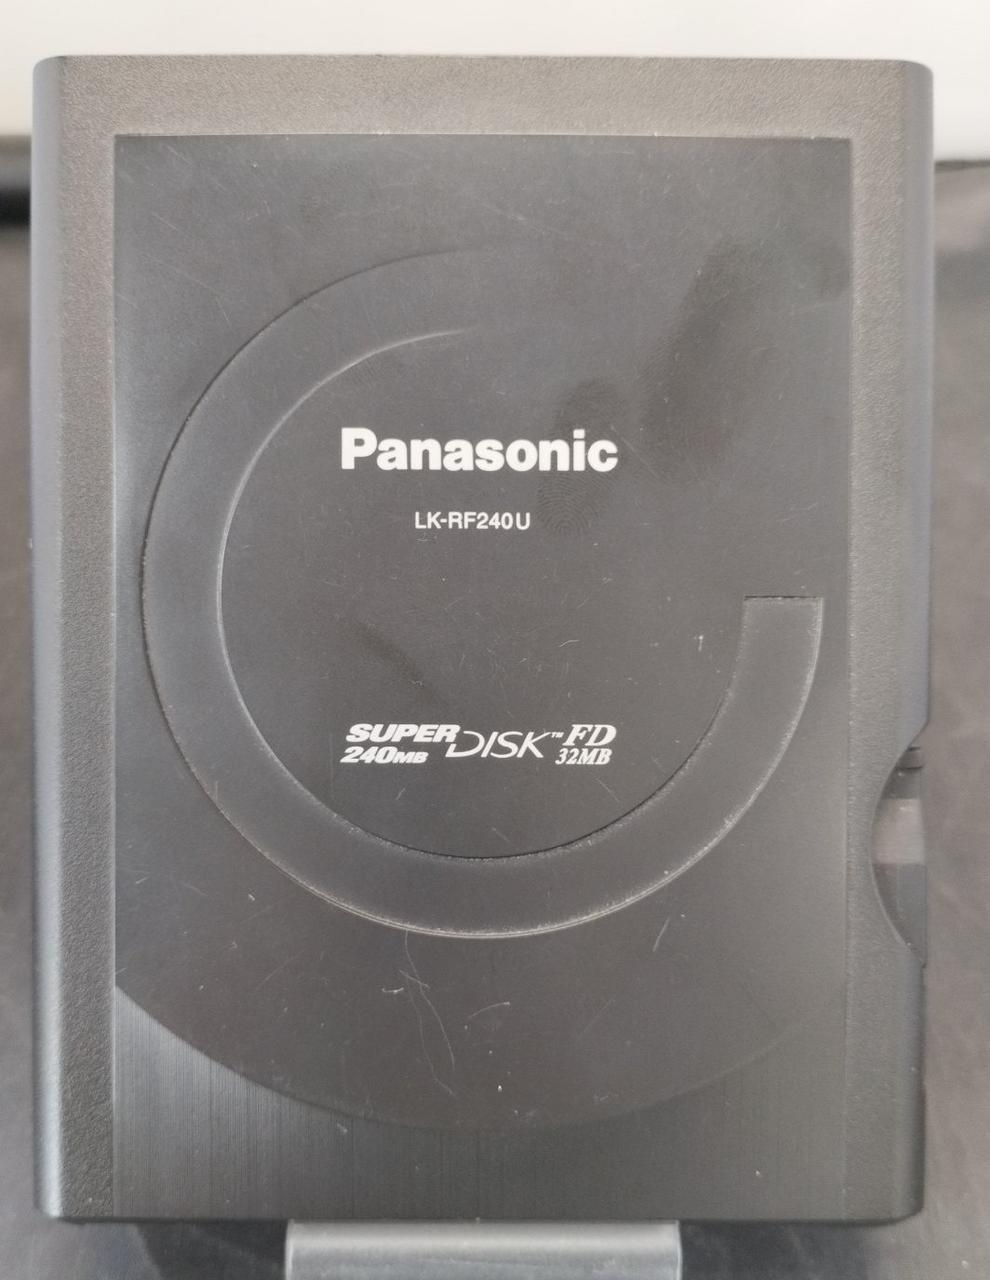 Panasonic
LK-RF240U
SUPER DISK™ FD
240MB 32MB